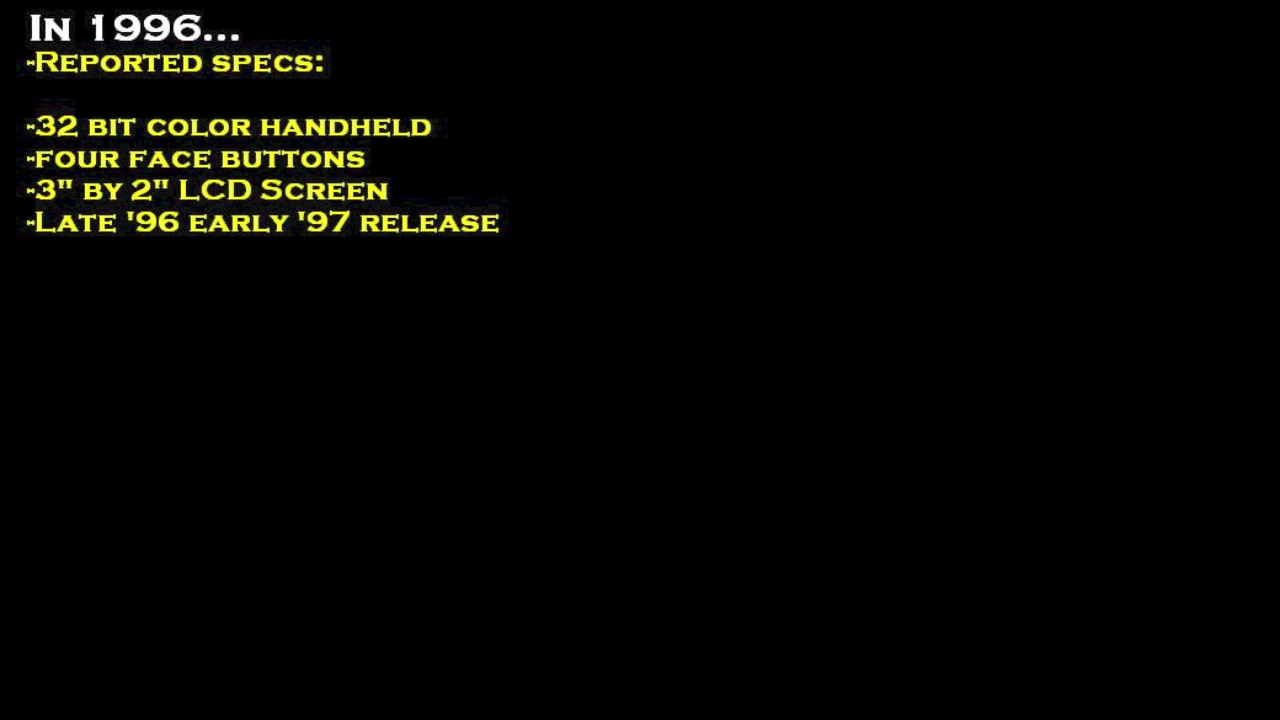 In 1996...
-Reported specs:
-32 bit color handheld
-four face buttons
-3" by 2" LCD Screen
-Late '96 early '97 release